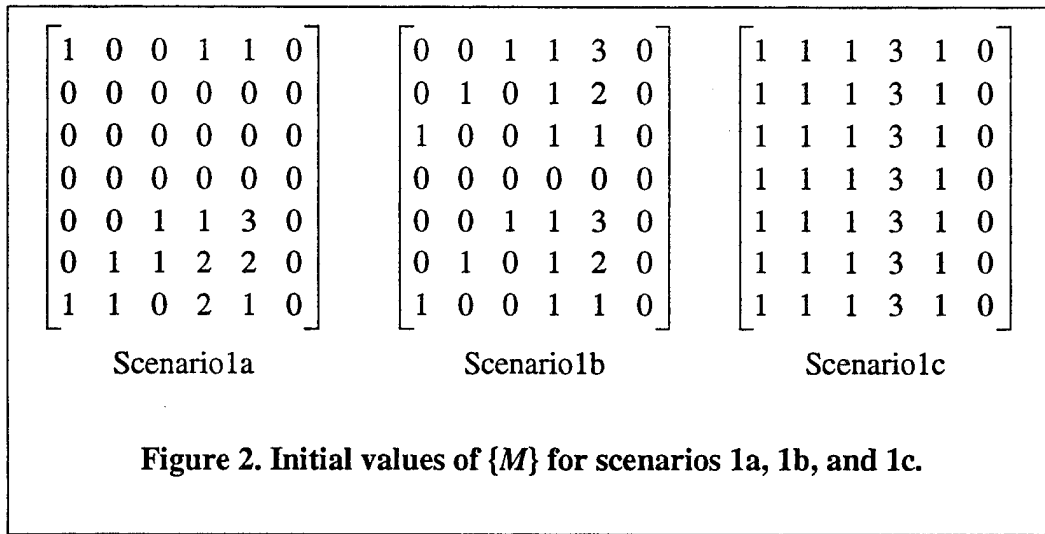 1 0 0 1 1 0 0 0 1 1 3 0 1 1 1 3 1 0
0 0 0 0 0 0 0 1 0 1 2 0 1 1 1 3 1 0
0 0 0 0 0 0 1 0 0 1 1 0 1 1 1 3 1 0
0 0 0 0 0 0 0 0 0 0 0 0 1 1 1 3 1 0
0 0 1 1 3 0 0 0 1 1 3 0 1 1 1 3 1 0
0 1 1 2 2 0 0 1 0 1 2 0 1 1 1 3 1 0
1 1 0 2 1 0 1 0 0 1 1 0 1 1 1 3 1 0
Scenario1a Scenario1b Scenario1c
Figure 2. Initial values of {M} for scenarios 1a, 1b, and 1c.